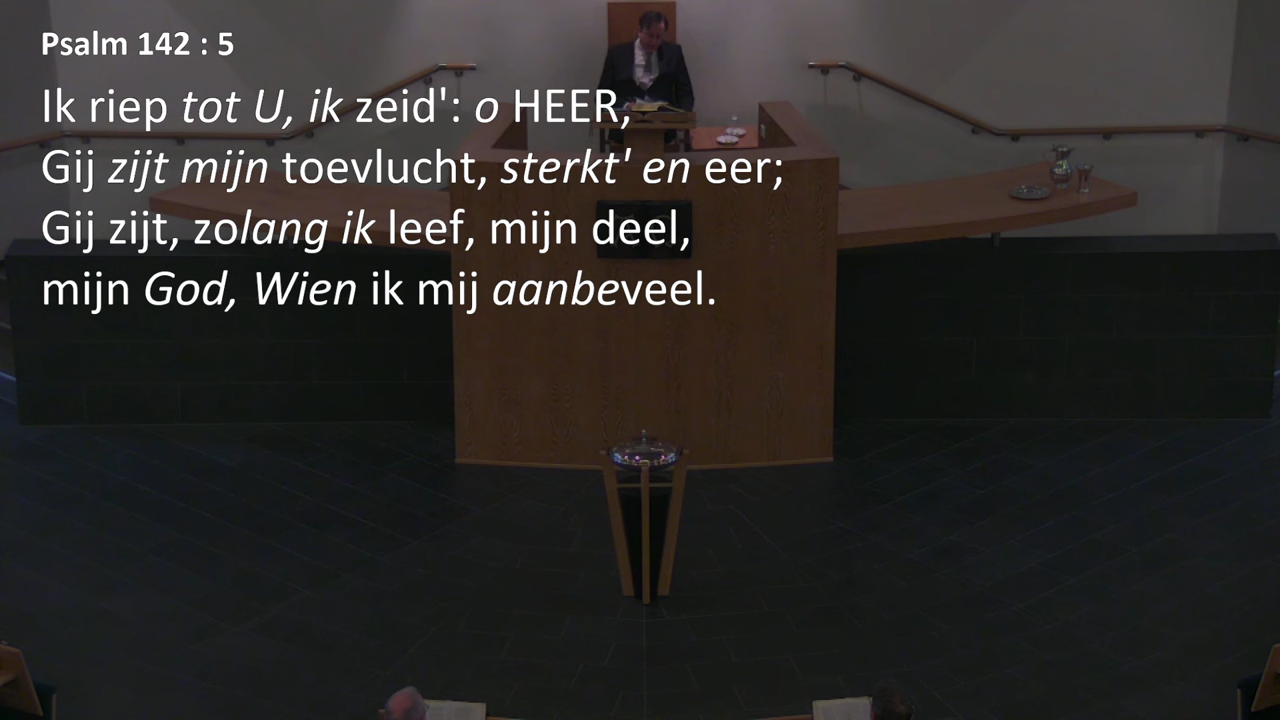 Psalm 142 : 5
Ik riep tot U, ik zeid': o HEER,
Gij zijt mijn toevlucht, sterkt' en eer;
Gij zijt, zolang ik leef, mijn deel,
mijn God, Wien ik mij aanbeveel.